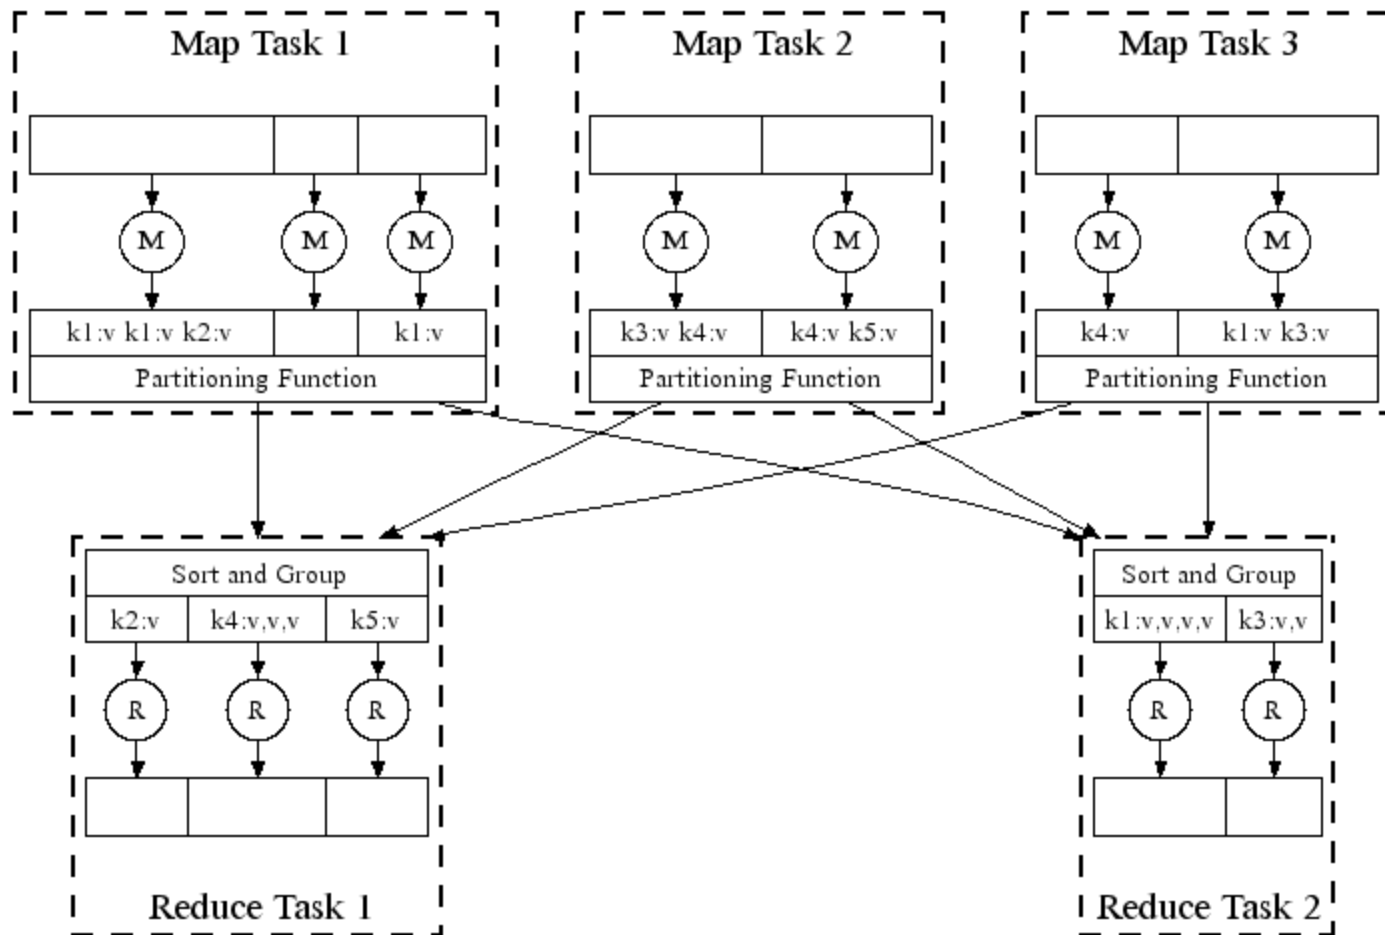 Map Task 1
Map Task 2
Map Task 3
M
M
M
M
M
M
M
k1:v k1:v k2:v
k1:v
k3:v k4:v
k4:v k5:v
k4:v
k1:v k3:v
Partitioning Function
Partitioning Function
Partitioning Function
Sort and Group
Sort and Group
k2:v
k4:v,v,v
k5:v
k1:v,v,v,v
k3:v,v
R
R
R
R
R
Reduce Task 1
Reduce Task 2